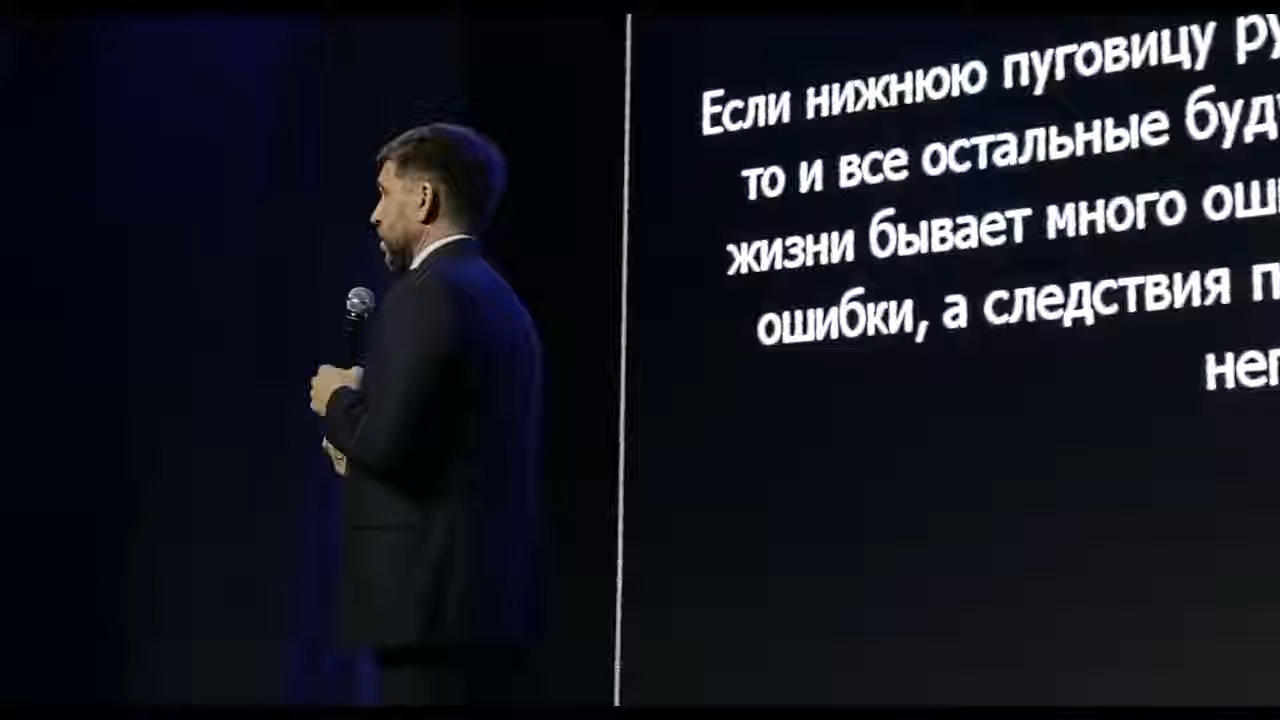 Если нижнюю пуговицу
то и все остальные
жизни бывает много
ошибки, а следствия